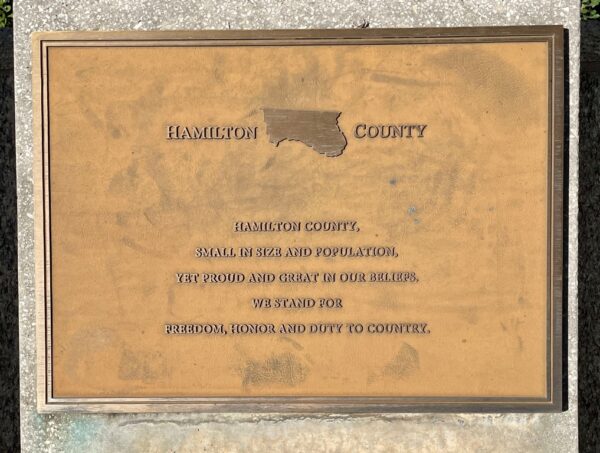 HAMILTON COUNTY
HAMILTON COUNTY,
SMALL IN SIZE AND POPULATION,
YET PROUD AND GREAT IN OUR BELIEFS.
WE STAND FOR
FREEDOM, HONOR AND DUTY TO COUNTRY.